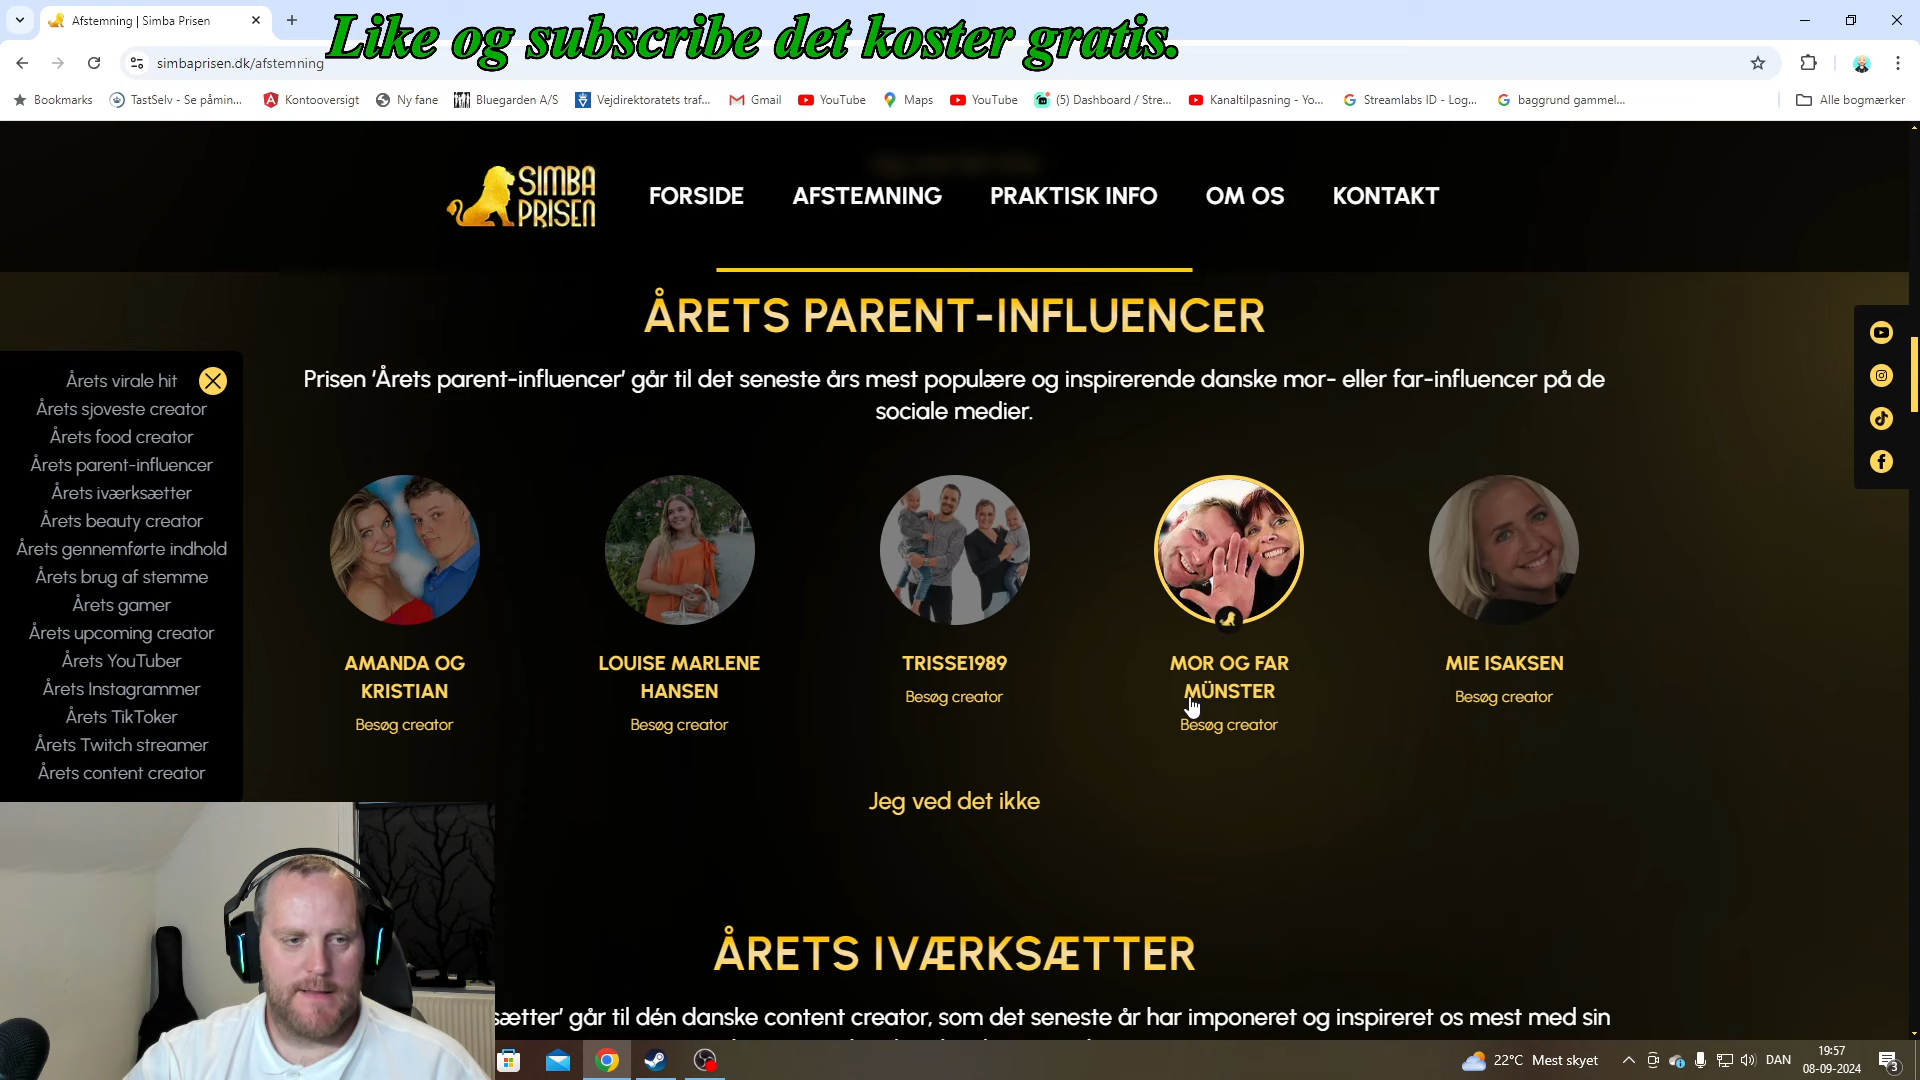 Årstemning | Simba Prisen
Like og subscribe det koster gratis.
simbaprisen.dk/afstemning
Bookmarks
TastSelv - Se påmin...
Kontooversigt
Ny fane
Bluegarden A/S
Vejdirektoratets traf...
Gmail
YouTube
Maps
YouTube
(5) Dashboard / Stre...
Kanaltilpasning - Yo...
Streamlabs ID - Log...
baggrund gammel...
Alle bogmærker
SIMBA
PRISEN
FORSIDE
AFSTEMNING
PRAKTISK INFO
OM OS
KONTAKT
ÅRETS PARENT-INFLUENCER
Prisen ‘Årets parent-influencer’ går til det seneste års mest populære og inspirerende danske mor- eller far-influencer på de
sociale medier.
Årets virale hit
Årets sjoveste creator
Årets food creator
Årets parent-influencer
Årets iværksætter
Årets beauty creator
Årets gennemførte indhold
Årets brug af stemme
Årets gamer
Årets upcoming creator
Årets YouTuber
Årets Instagrammer
Årets TikToker
Årets Twitch streamer
Årets content creator
AMANDA OG
KRISTIAN
Besøg creator
LOUISE MARLENE
HANSEN
Besøg creator
TRISSE1989
Besøg creator
MOR OG FAR
MÜNSTER
Besøg creator
MIE ISAKSEN
Besøg creator
Jeg ved det ikke
ÅRETS IVÆRKSÆTTER
sætter’ går til dén danske content creator, som det seneste år har imponeret og inspireret os mest med sin
22°C Mest skyet
DAN
19:57
08-09-2024
3